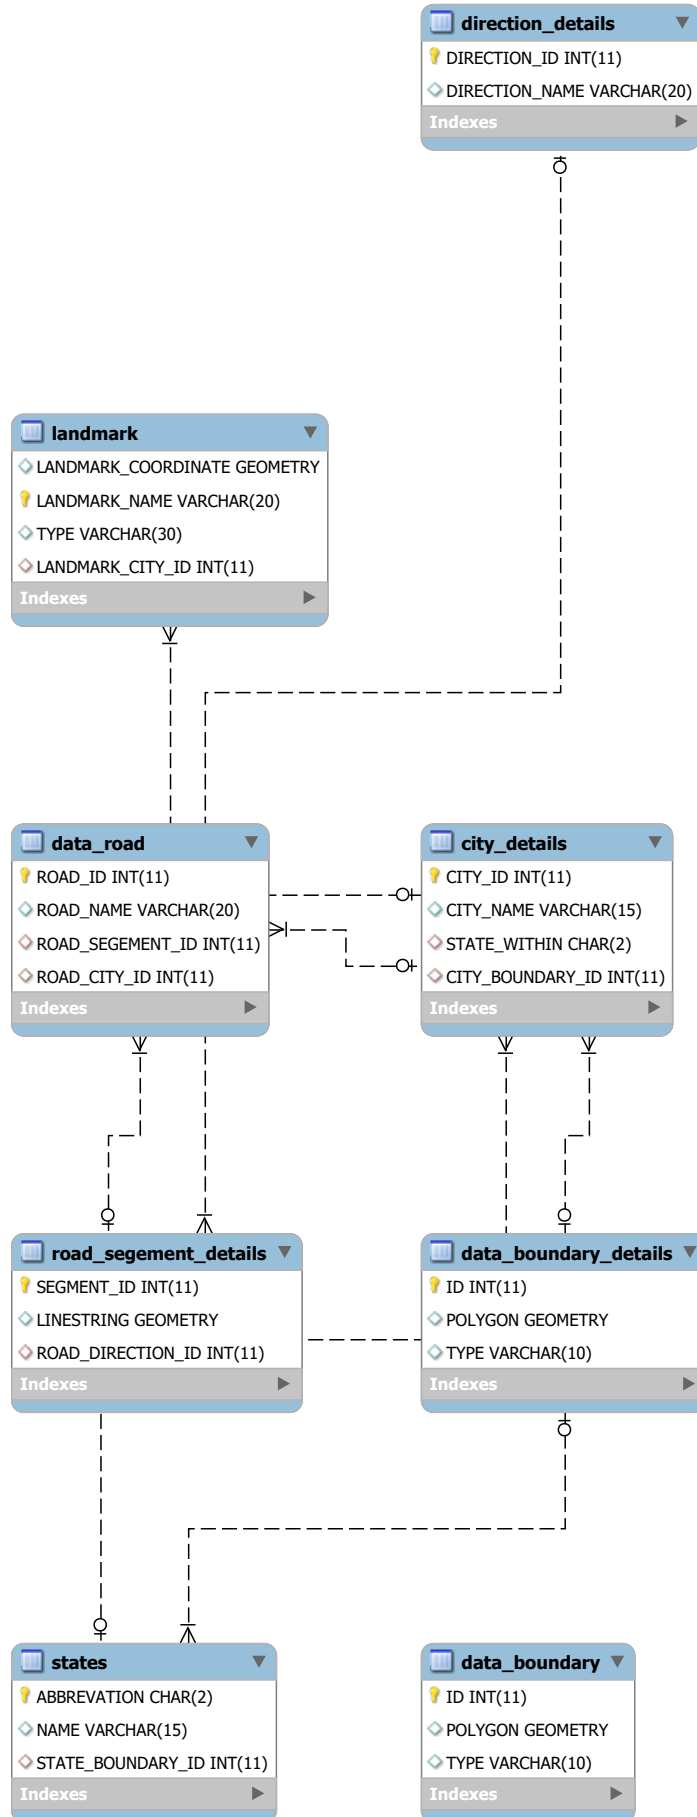 direction_details
DIRECTION_ID INT(11)
DIRECTION_NAME VARCHAR(20)
Indexes
landmark
LANDMARK_COORDINATE GEOMETRY
LANDMARK_NAME VARCHAR(20)
TYPE VARCHAR(30)
LANDMARK_CITY_ID INT(11)
Indexes
data_road
ROAD_ID INT(11)
ROAD_NAME VARCHAR(20)
ROAD_SEGEMENT_ID INT(11)
ROAD_CITY_ID INT(11)
Indexes
city_details
CITY_ID INT(11)
CITY_NAME VARCHAR(15)
STATE_WITHIN CHAR(2)
CITY_BOUNDARY_ID INT(11)
Indexes
road_segement_details
SEGMENT_ID INT(11)
LINESTRING GEOMETRY
ROAD_DIRECTION_ID INT(11)
Indexes
data_boundary_details
ID INT(11)
POLYGON GEOMETRY
TYPE VARCHAR(10)
Indexes
states
ABBREVATION CHAR(2)
NAME VARCHAR(15)
STATE_BOUNDARY_ID INT(11)
Indexes
data_boundary
ID INT(11)
POLYGON GEOMETRY
TYPE VARCHAR(10)
Indexes